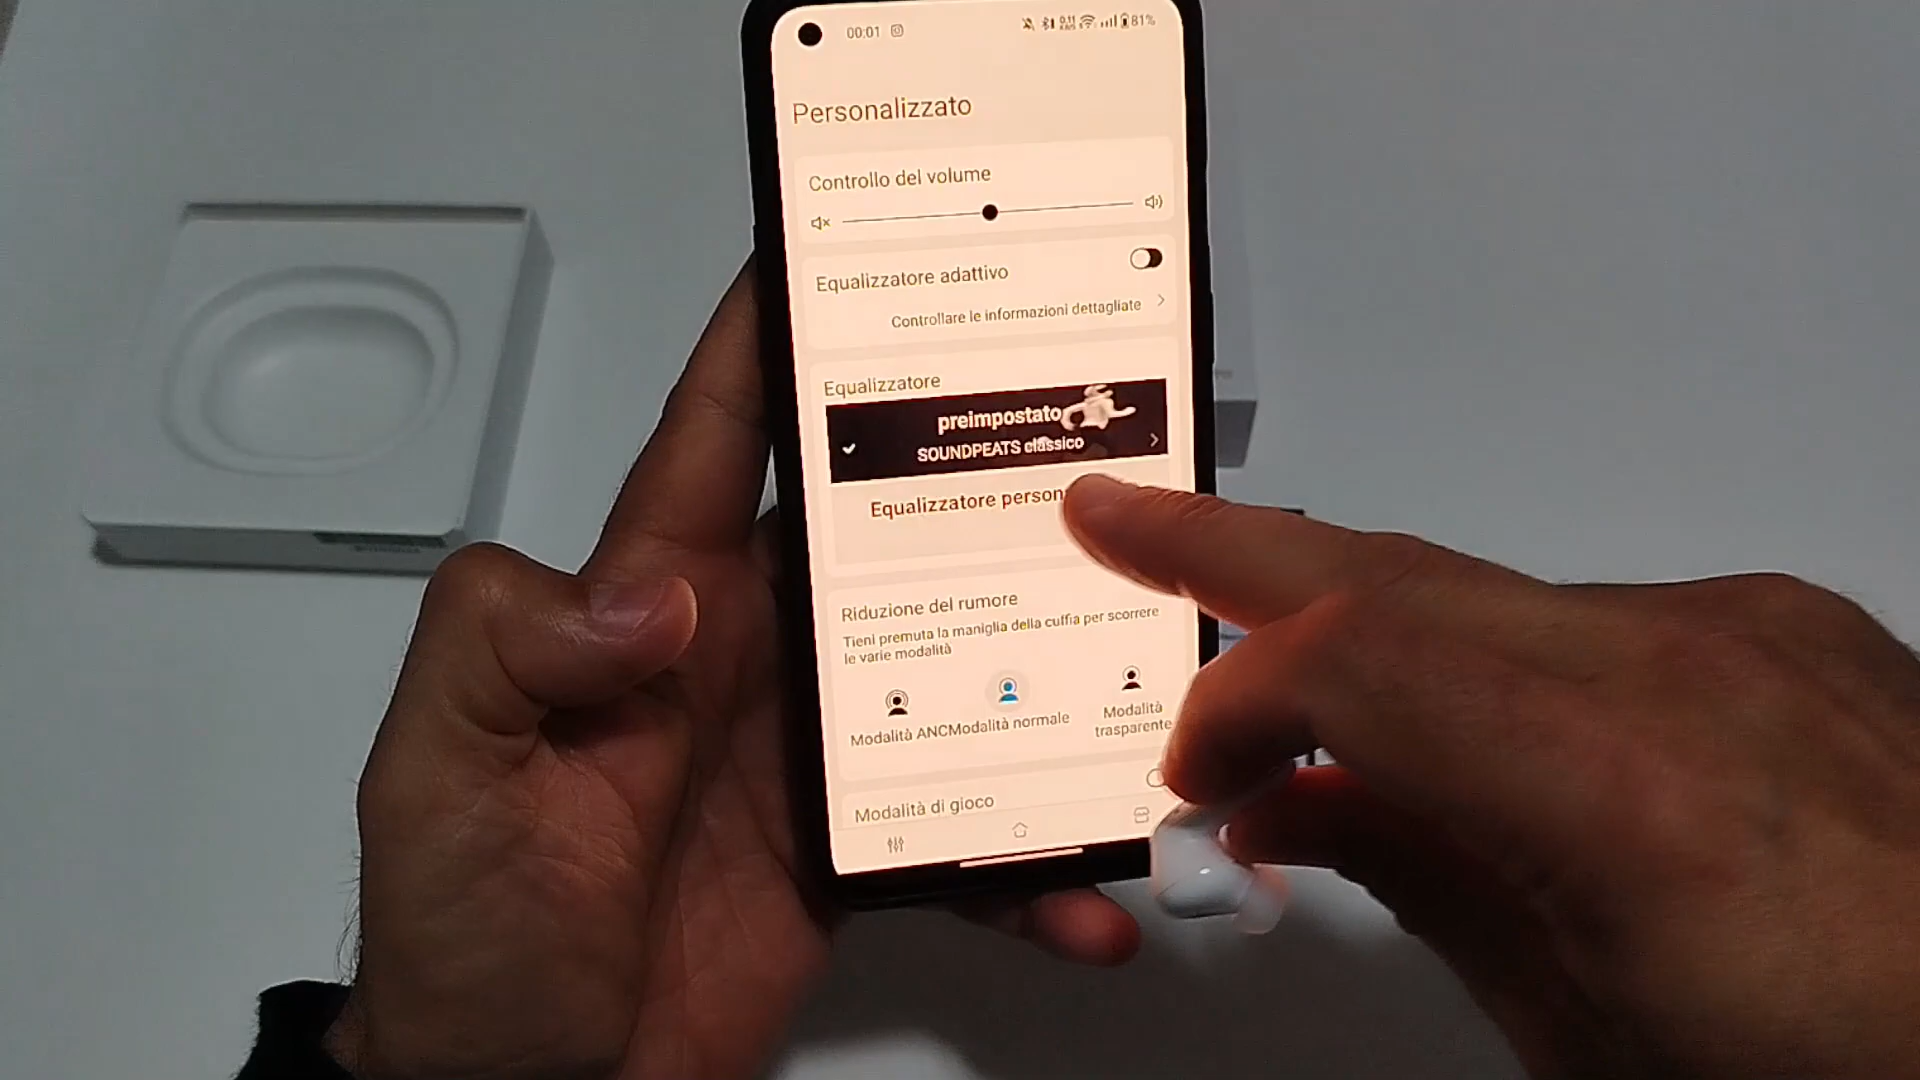 00:01
81%
Personalizzato
Controllo del volume
Equalizzatore adattivo
Controllare le informazioni dettagliate
Equalizzatore
preimpostato
SOUNDPEATS classico
Equalizzatore person
Riduzione del rumore
Tieni premuta la maniglia della cuffia per scorrere
le varie modalità
Modalità ANC
Modalità normale
Modalità
trasparente
Modalità di gioco